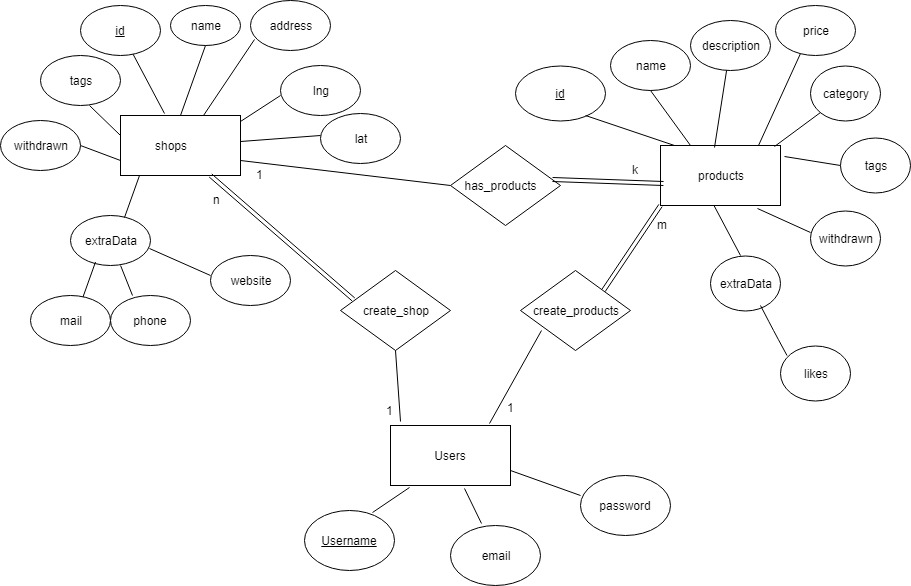 id
name
address
tags
lng
withdrawn
shops
lat
1
n
extraData
website
mail
phone
has_products
k
id
name
description
price
category
products
tags
m
withdrawn
extraData
likes
create_shop
create_products
1
1
Users
Username
email
password